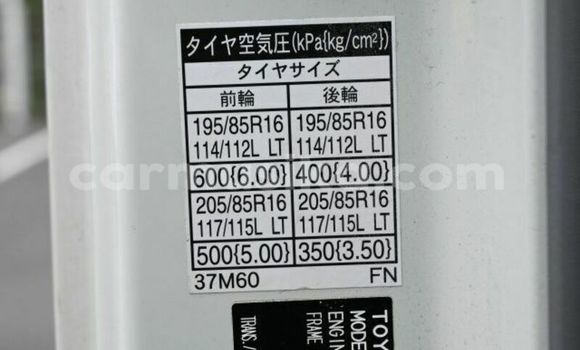 タイヤ空気圧(kPa{kg/cm²})
タイヤサイズ
前輪 後輪
195/85R16 195/85R16
114/112L LT 114/112L LT
600{6.00} 400{4.00}
205/85R16 205/85R16
117/115L LT 117/115L LT
500{5.00} 350{3.50}
37M60 FN
TOYO
MODE
ENGIN
FRAME
TRANS./